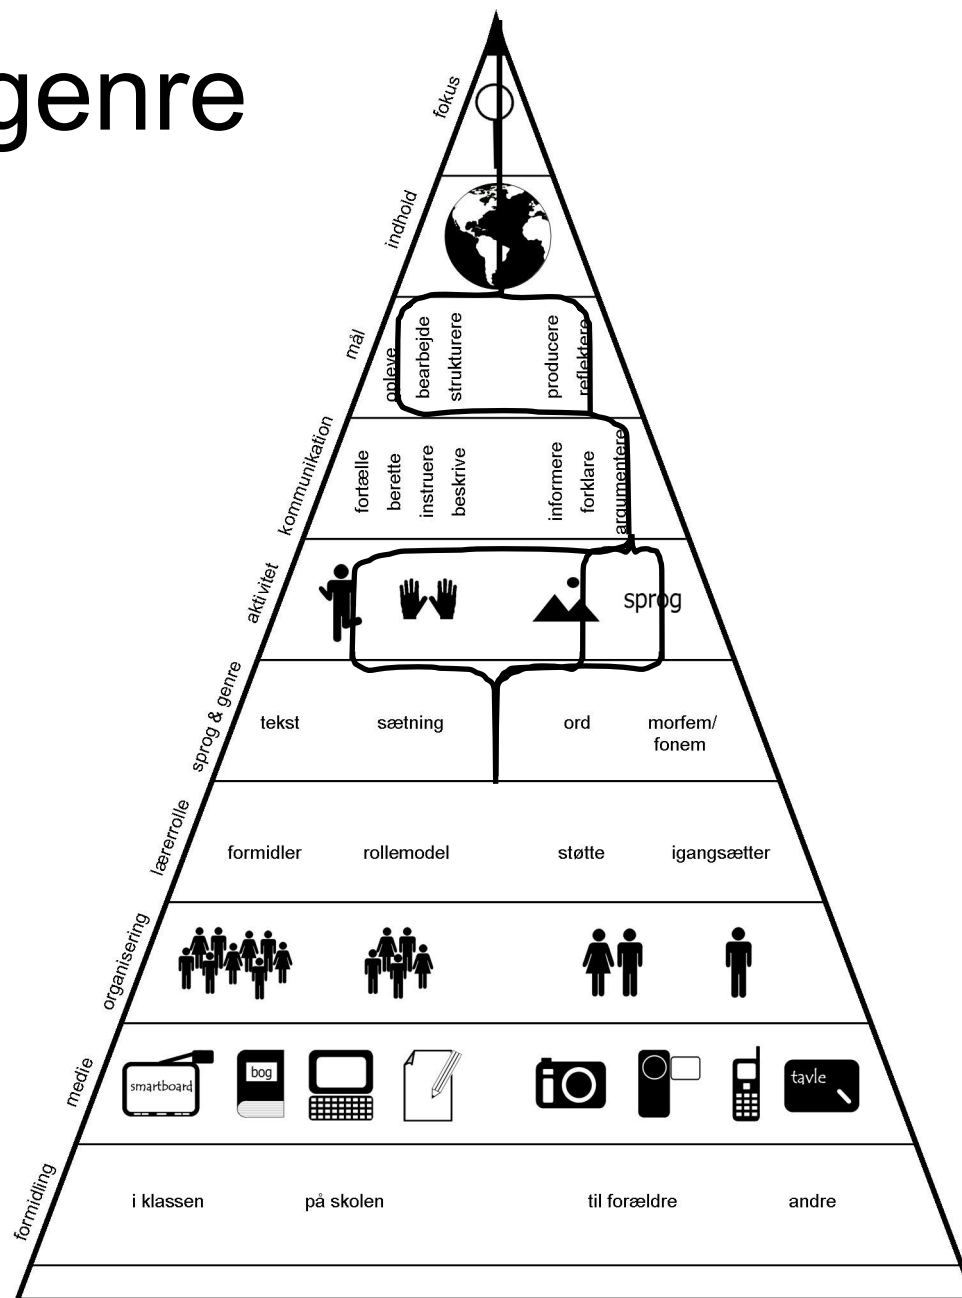 genre
fokus
indhold
mål
opleve
bearbejde
strukturere
producere
reflektere
kommunikation
fortælle
berette
instruere
beskrive
informere
forklare
argumentere
aktivitet
sprog
sprog & genre
tekst
sætning
ord
morfem/
fonem
lærerrolle
formidler
rollemodel
støtte
igangsætter
organisering
medie
smartboard
bog
tavle
formidling
i klassen
på skolen
til forældre
andre